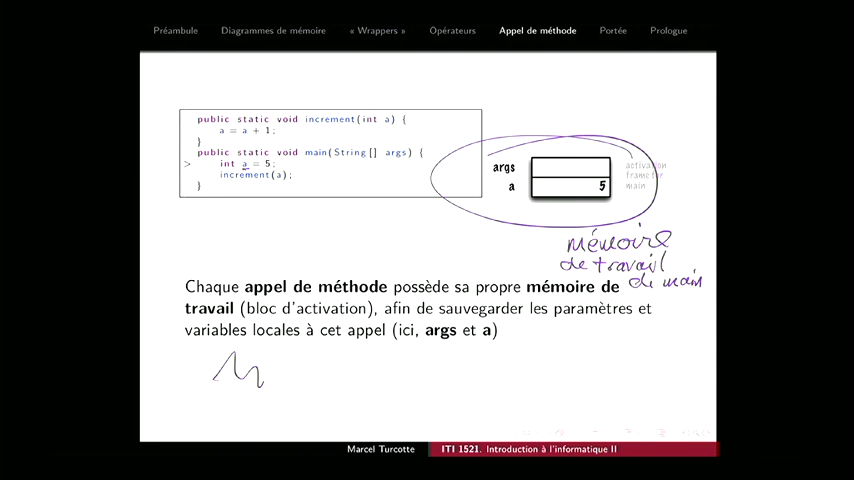 Préambule Diagrammes de mémoire « Wrappers » Opérateurs Appel de méthode Portée Prologue
public static void increment(int a) {
a = a + 1;
}
public static void main(String[] args) {
> int a = 5;
increment(a);
}
args
a 5
activation
frame for
main
mémoire
de travail
de main
Chaque appel de méthode possède sa propre mémoire de
travail (bloc d'activation), afin de sauvegarder les paramètres et
variables locales à cet appel (ici, args et a)
Marcel Turcotte ITI 1521. Introduction à l'informatique II